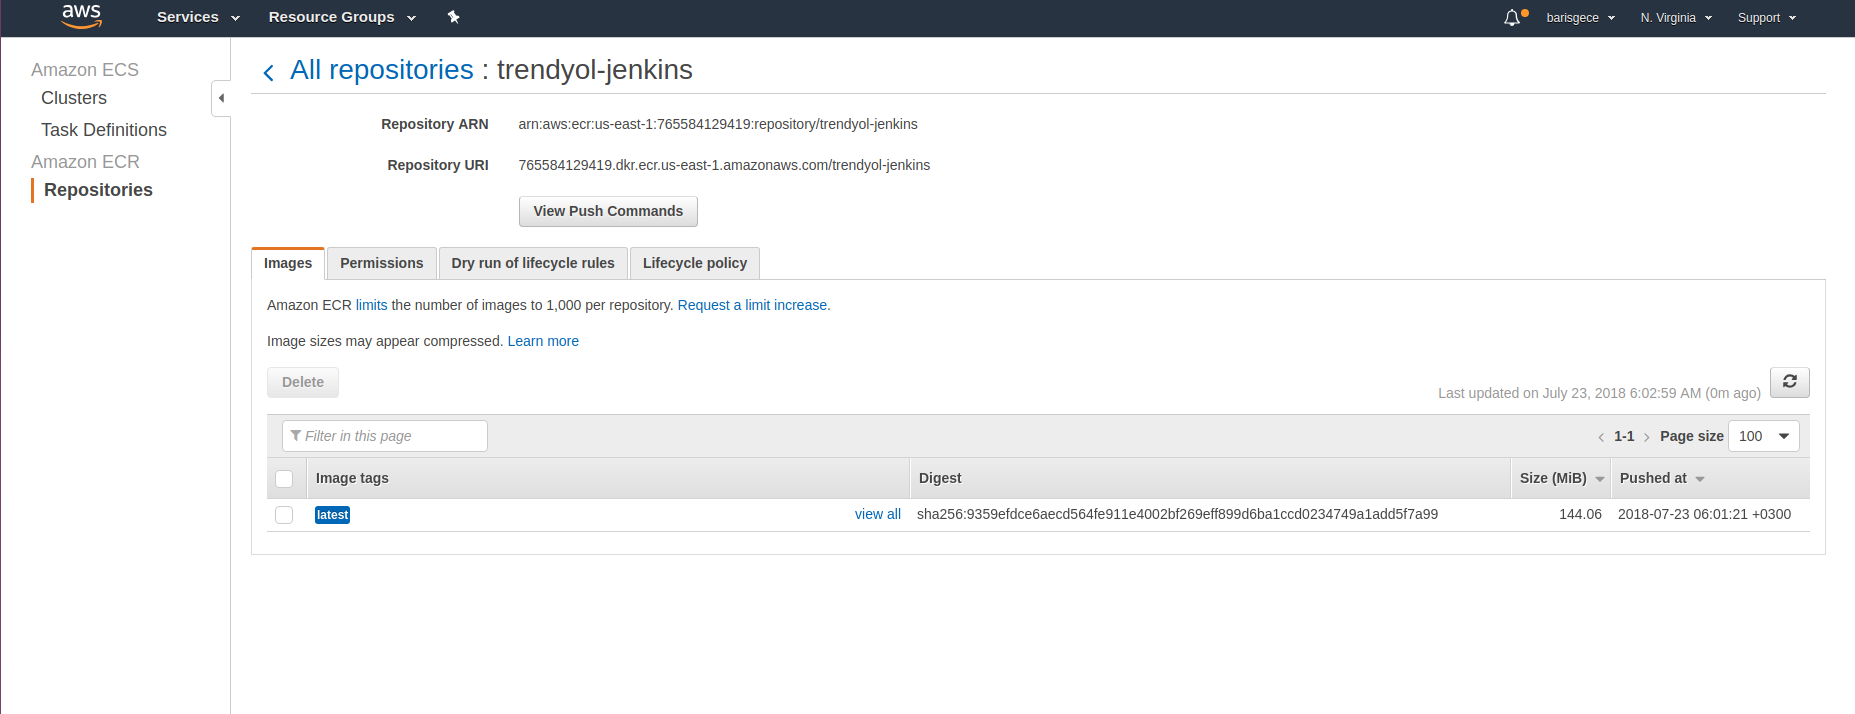 aws Services Resource Groups barisgece N. Virginia Support
Amazon ECS
Clusters
Task Definitions
Amazon ECR
Repositories
All repositories : trendyol-jenkins
Repository ARN arn:aws:ecr:us-east-1:765584129419:repository/trendyol-jenkins
Repository URI 765584129419.dkr.ecr.us-east-1.amazonaws.com/trendyol-jenkins
View Push Commands
Images Permissions Dry run of lifecycle rules Lifecycle policy
Amazon ECR limits the number of images to 1,000 per repository. Request a limit increase.
Image sizes may appear compressed. Learn more
Delete Last updated on July 23, 2018 6:02:59 AM (0m ago)
Filter in this page 1-1 Page size 100
Image tags Digest Size (MiB) Pushed at
latest view all sha256:9359efdce6aecd564fe911e4002bf269eff899d6ba1ccd0234749a1add5f7a99 144.06 2018-07-23 06:01:21 +0300